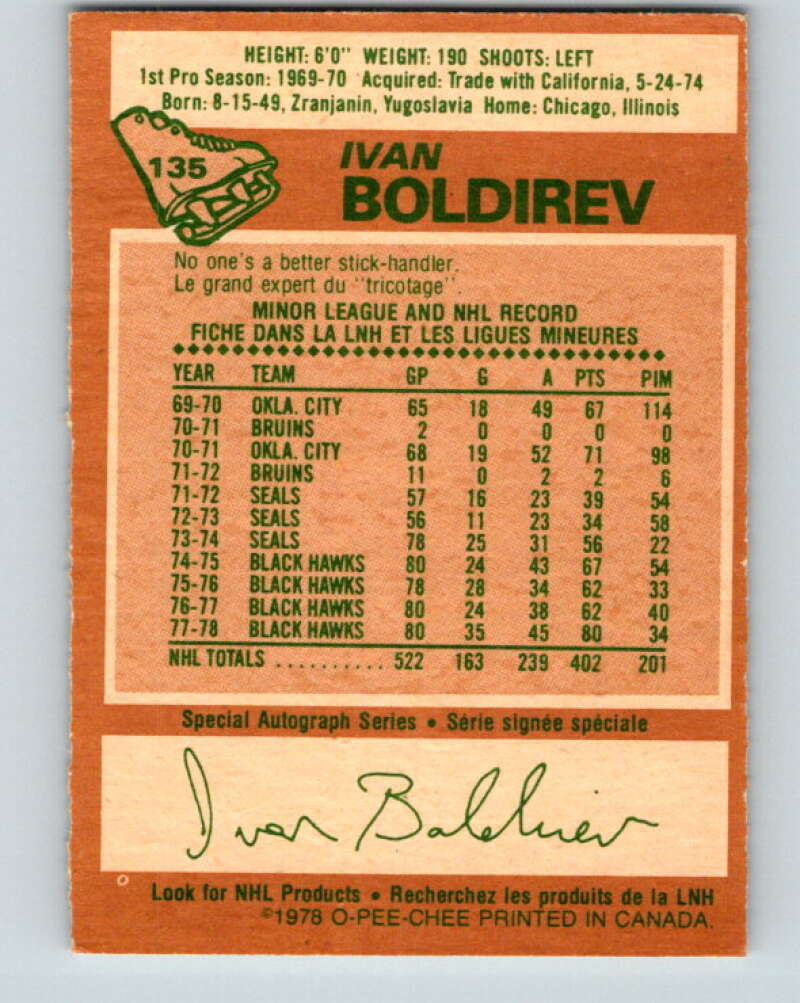 HEIGHT: 6'0" WEIGHT: 190 SHOOTS: LEFT
1st Pro Season: 1969-70 Acquired: Trade with California, 5-24-74
Born: 8-15-49, Zranjanin, Yugoslavia Home: Chicago, Illinois
135
IVAN
BOLDIREV
No one's a better stick-handler.
Le grand expert du "tricotage".
MINOR LEAGUE AND NHL RECORD
FICHE DANS LA LNH ET LES LIGUES MINEURES
YEAR TEAM GP G A PTS PIM
69-70 OKLA. CITY 65 18 49 67 114
70-71 BRUINS 2 0 0 0 0
70-71 OKLA. CITY 68 19 52 71 98
71-72 BRUINS 11 0 2 2 6
71-72 SEALS 57 16 23 39 54
72-73 SEALS 56 11 23 34 58
73-74 SEALS 78 25 31 56 22
74-75 BLACK HAWKS 80 24 43 67 54
75-76 BLACK HAWKS 78 28 34 62 33
76-77 BLACK HAWKS 80 24 38 62 40
77-78 BLACK HAWKS 80 35 45 80 34
NHL TOTALS .......... 522 163 239 402 201
Special Autograph Series • Série signée spéciale
Ivan Boldirev
Look for NHL Products • Recherchez les produits de la LNH
©1978 O-PEE-CHEE PRINTED IN CANADA.